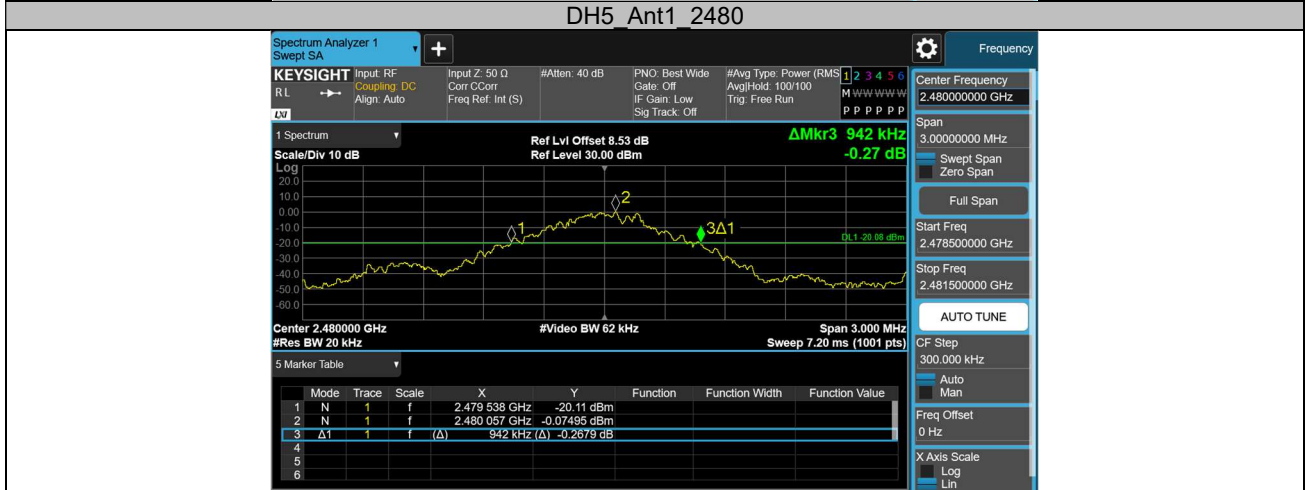 DH5_Ant1_2480
Spectrum Analyzer 1
Swept SA
Frequency
KEYSIGHT
RL
LXI
Input: RF
Coupling: DC
Align: Auto
Input Z: 50 Ω
Corr CCorr
Freq Ref: Int (S)
#Atten: 40 dB
PNO: Best Wide
Gate: Off
IF Gain: Low
Sig Track: Off
#Avg Type: Power (RMS
Avg|Hold: 100/100
Trig: Free Run
1 2 3 4 5 6
M W W W W W
P P P P P P
1 Spectrum
Scale/Div 10 dB
Ref Lvl Offset 8.53 dB
Ref Level 30.00 dBm
ΔMkr3 942 kHz
-0.27 dB
Log
20.0
10.0
0.00
-10.0
-20.0
-30.0
-40.0
-50.0
-60.0
1
2
3Δ1
DL1 -20.08 dBm
Center 2.480000 GHz
#Res BW 20 kHz
#Video BW 62 kHz
Span 3.000 MHz
Sweep 7.20 ms (1001 pts)
5 Marker Table
Mode Trace Scale X Y Function Function Width Function Value
1 N 1 f 2.479 538 GHz -20.11 dBm
2 N 1 f 2.480 057 GHz -0.07495 dBm
3 Δ1 1 f (Δ) 942 kHz (Δ) -0.2679 dB
4
5
6
Center Frequency
2.480000000 GHz
Span
3.00000000 MHz
Swept Span
Zero Span
Full Span
Start Freq
2.478500000 GHz
Stop Freq
2.481500000 GHz
AUTO TUNE
CF Step
300.000 kHz
Auto
Man
Freq Offset
0 Hz
X Axis Scale
Log
Lin